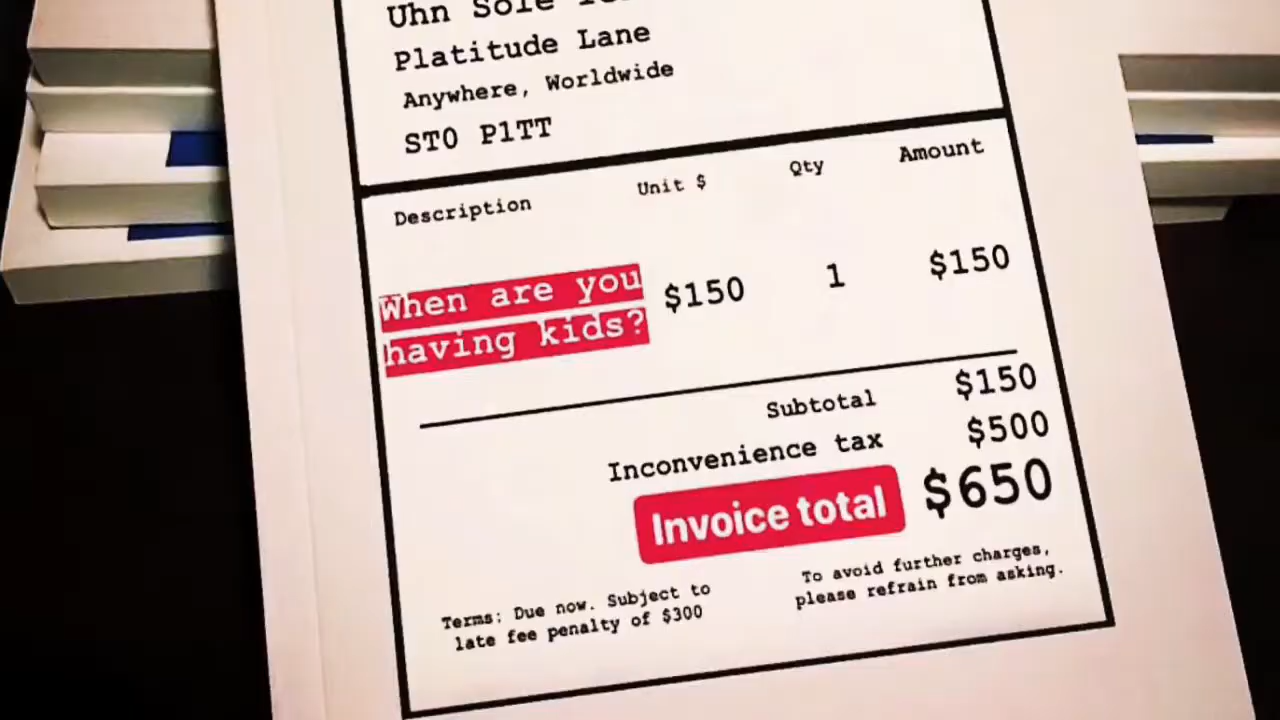 Uhn Sole
Platitude Lane
Anywhere, Worldwide
ST0 P1TT
Description Unit $ Qty Amount
When are you
having kids? $150 1 $150
Subtotal $150
Inconvenience tax $500
Invoice total $650
Terms: Due now. Subject to
late fee penalty of $300
To avoid further charges,
please refrain from asking.